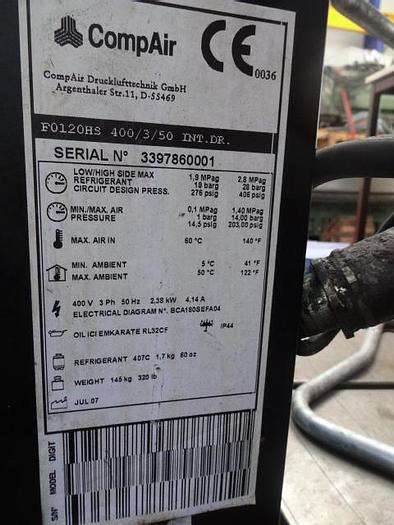 CompAir
CE 0036
CompAir Drucklufttechnik GmbH
Argenthaler Str.11, D-55469
F0120HS 400/3/50 INT.DR.
SERIAL N° 3397860001
LOW/HIGH SIDE MAX 1,9 MPag 2,8 MPag
REFRIGERANT 19 barg 28 barg
CIRCUIT DESIGN PRESS. 276 psig 406 psig
MIN./MAX. AIR 0,1 MPag 1,40 MPag
PRESSURE 1 barg 14,00 barg
14,5 psig 203,00 psig
MAX. AIR IN 60 °C 140 °F
MIN. AMBIENT 5 °C 41 °F
MAX. AMBIENT 50 °C 122 °F
400 V 3 Ph 50 Hz 2,38 kW 4,14 A
ELECTRICAL DIAGRAM N°. BCA180SEFA04
OIL ICI EMKARATE RL32CF IP44
REFRIGERANT 407C 1,7 kg 60 oz
WEIGHT 145 kg 320 lb
JUL 07
S/N° MODEL DIGIT